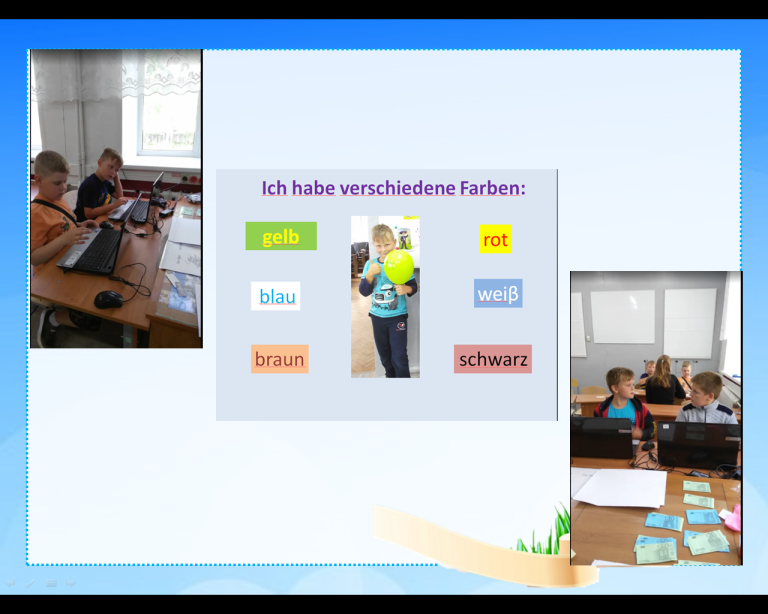 Ich habe verschiedene Farben:
gelb
rot
blau
weiβ
braun
schwarz